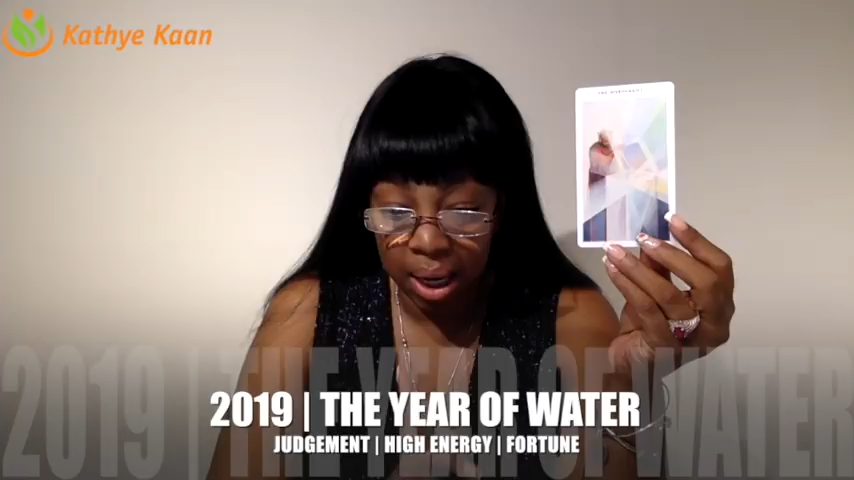 Kathye Kaan
2019 | THE YEAR OF WATER
2019 | THE YEAR OF WATER
JUDGEMENT | HIGH ENERGY | FORTUNE